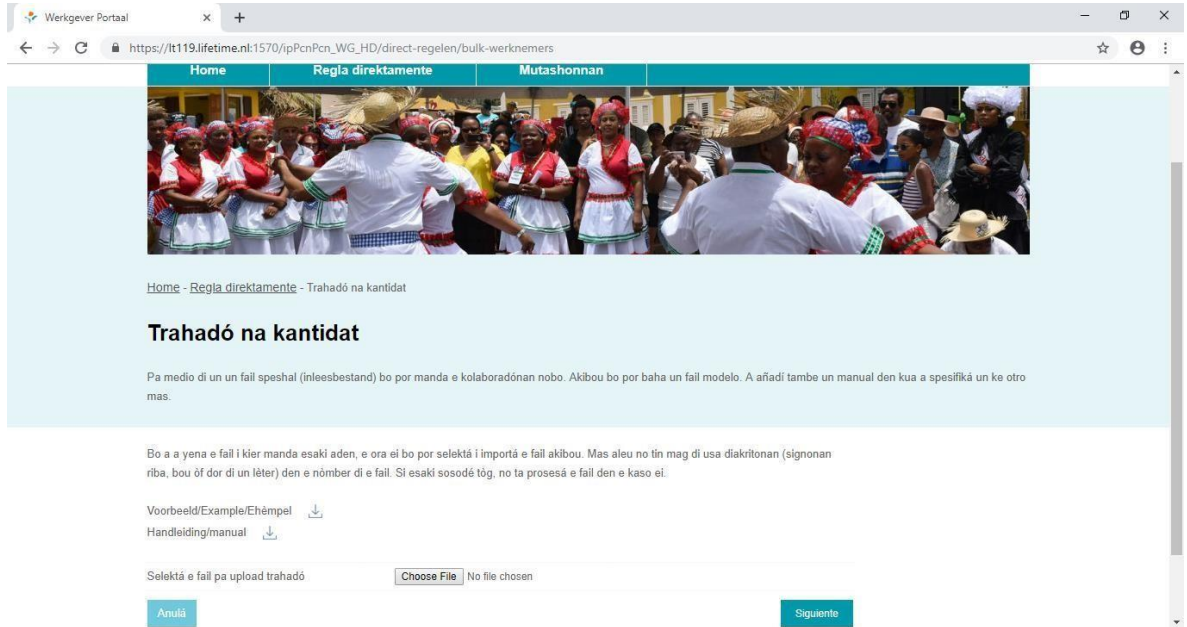 Werkgever Portaal
https://lt119.lifetime.nl:1570/ipPcnPcn_WG_HD/direct-regelen/bulk-werknemers
Home Regla direktamente Mutashonnan
Home - Regla direktamente - Trahadó na kantidat
Trahadó na kantidat
Pa medio di un un fail speshal (inleesbestand) bo por manda e kolaboradónan nobo. Akibou bo por baha un fail modelo. A añadí tambe un manual den kua a spesifiká un ke otro
mas.
Bo a a yena e fail i kier manda esaki aden, e ora ei bo por selektá i importá e fail akibou. Mas aleu no tin mag di usa diakrítonan (signonan
riba, bou òf dor di un lèter) den e nòmber di e fail. Si esaki sosodé tòg, no ta prosesá e fail den e kaso ei.
Voorbeeld/Example/Ehèmpel
Handleiding/manual
Selektá e fail pa upload trahadó Choose File No file chosen
Anulá Siguiente